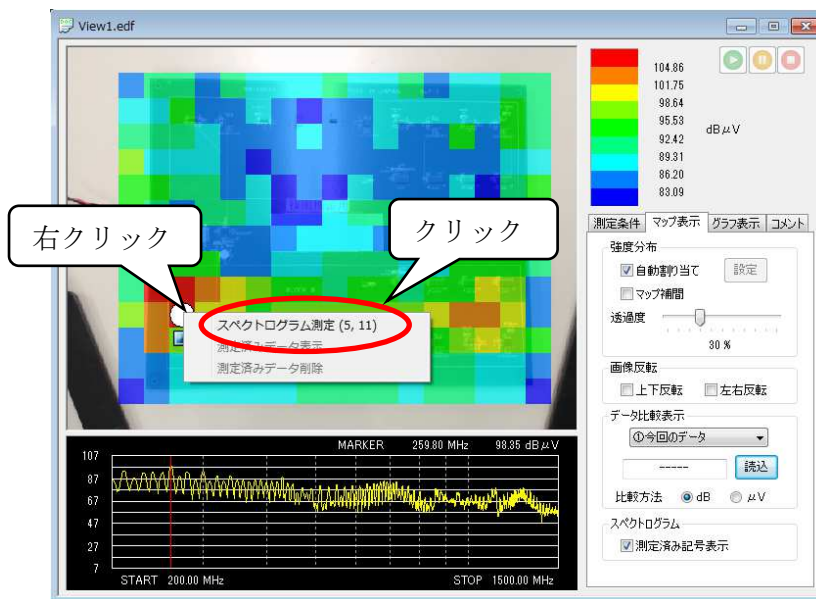 View1.edf
104.86
101.75
98.64
95.53
92.42
89.31
86.20
83.09
dBμV
右クリック
クリック
スペクトログラム測定 (5, 11)
測定済みデータ表示
測定済みデータ削除
測定条件 マップ表示 グラフ表示 コメント
強度分布
自動割り当て 設定
マップ補間
透過度
30 %
画像反転
上下反転 左右反転
データ比較表示
①今回のデータ
----- 読込
比較方法 dB μV
スペクトログラム
測定済み記号表示
MARKER 259.80 MHz 98.35 dBμV
107
87
67
47
27
7
START 200.00 MHz STOP 1500.00 MHz